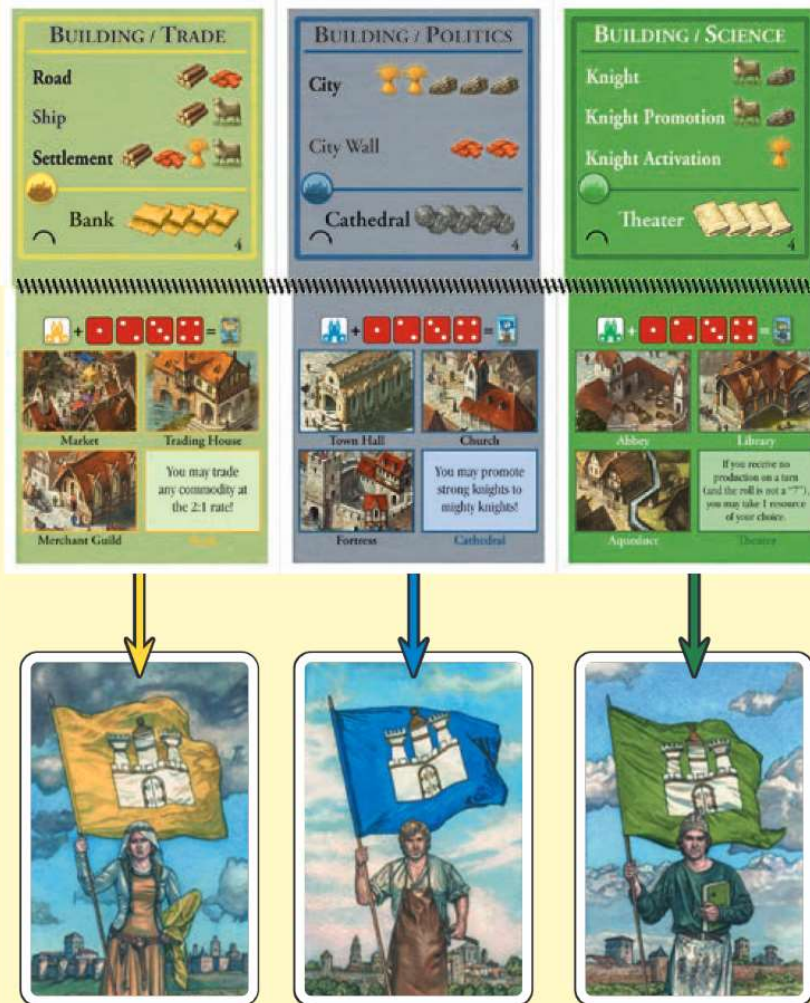 BUILDING / TRADE
Road
Ship
Settlement
Bank
4
BUILDING / POLITICS
City
City Wall
Cathedral
4
BUILDING / SCIENCE
Knight
Knight Promotion
Knight Activation
Theater
4
+ =
Market
Trading House
Merchant Guild
You may trade
any commodity at
the 2:1 rate!
Bank
+ =
Town Hall
Church
Fortress
You may promote
strong knights to
mighty knights!
Cathedral
+ =
Abbey
Library
Aqueduct
If you receive no
production on a turn
(and the roll is not a "7"),
you may take 1 resource
of your choice.
Theater